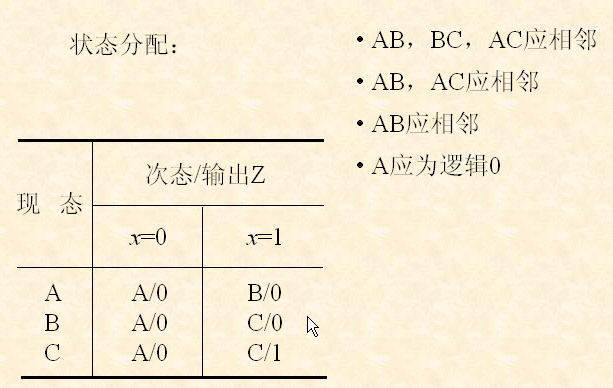 状态分配：
• AB，BC，AC应相邻
• AB，AC应相邻
• AB应相邻
• A应为逻辑0
现 态 次态/输出Z
x=0 x=1
A A/0 B/0
B A/0 C/0
C A/0 C/1